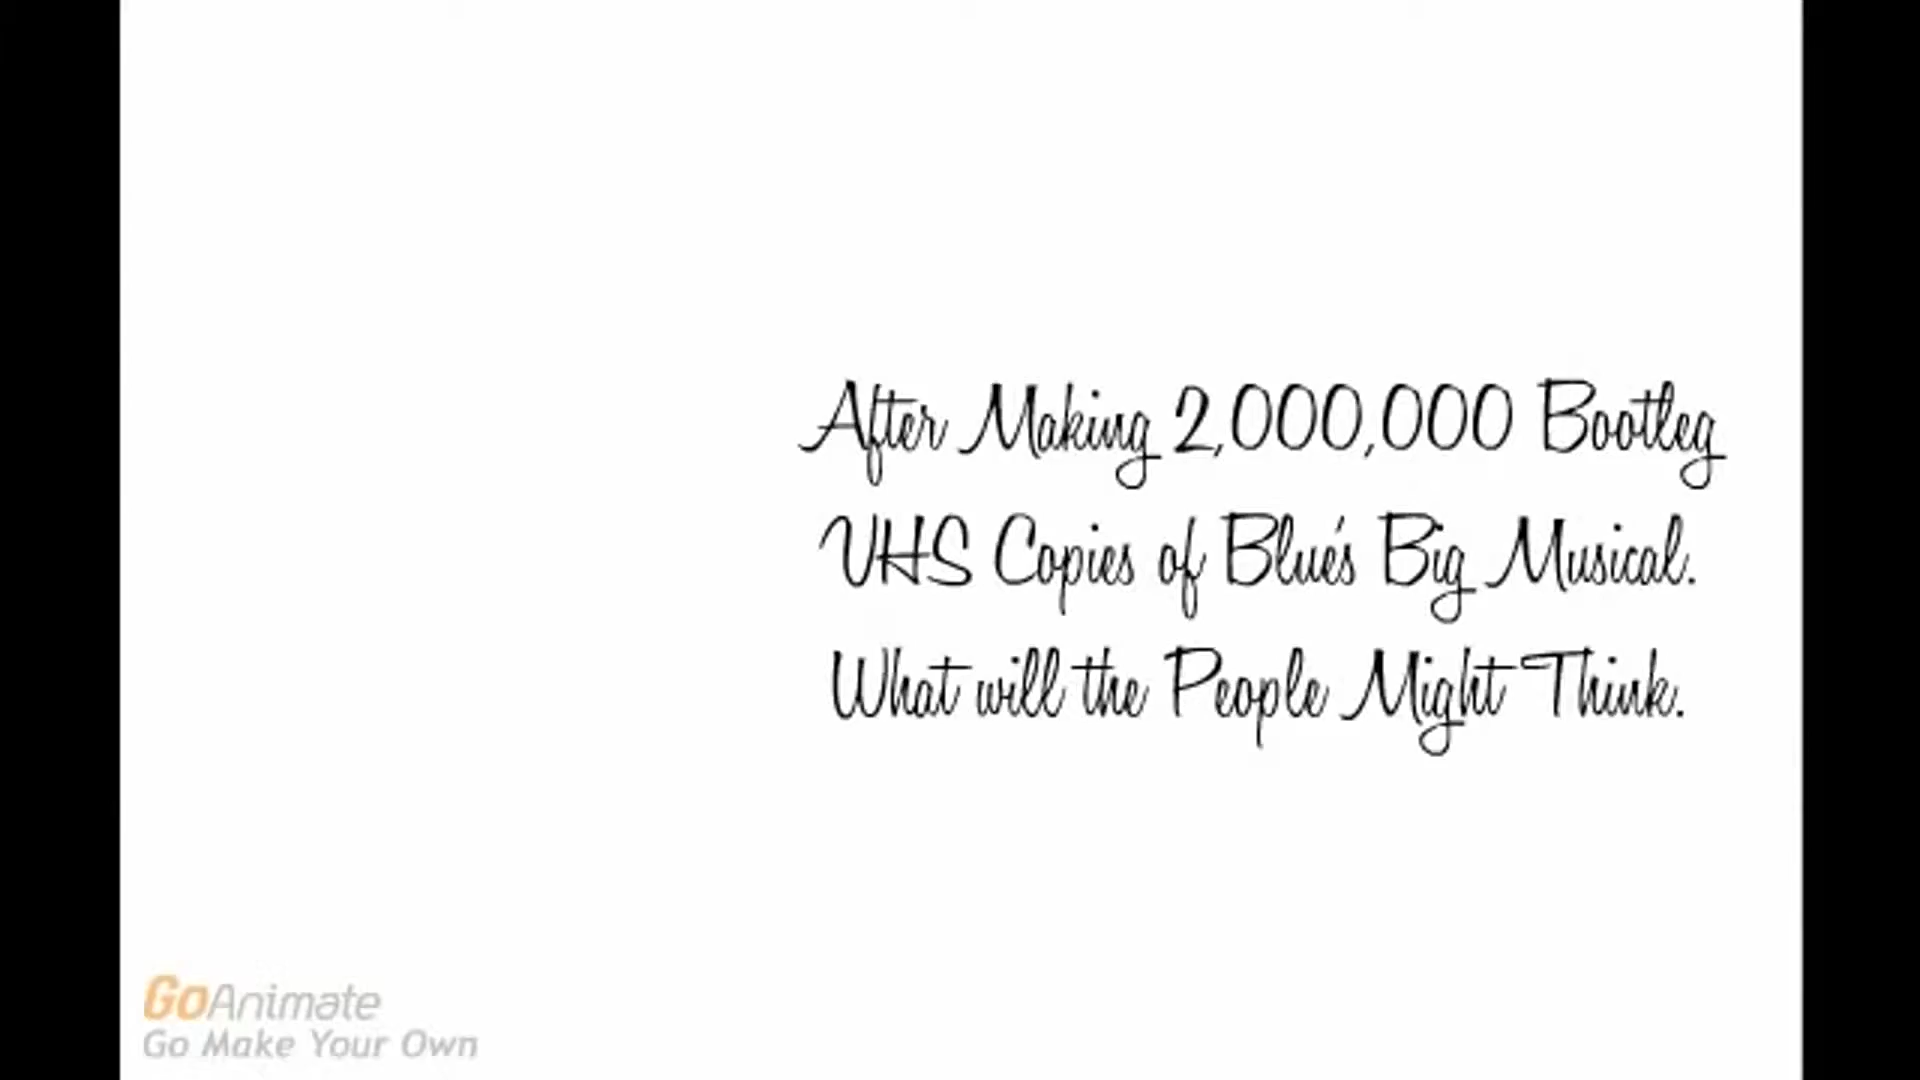 After Making 2,000,000 Bootleg
VHS Copies of Blue's Big Musical.
What will the People Might Think.
GoAnimate
Go Make Your Own